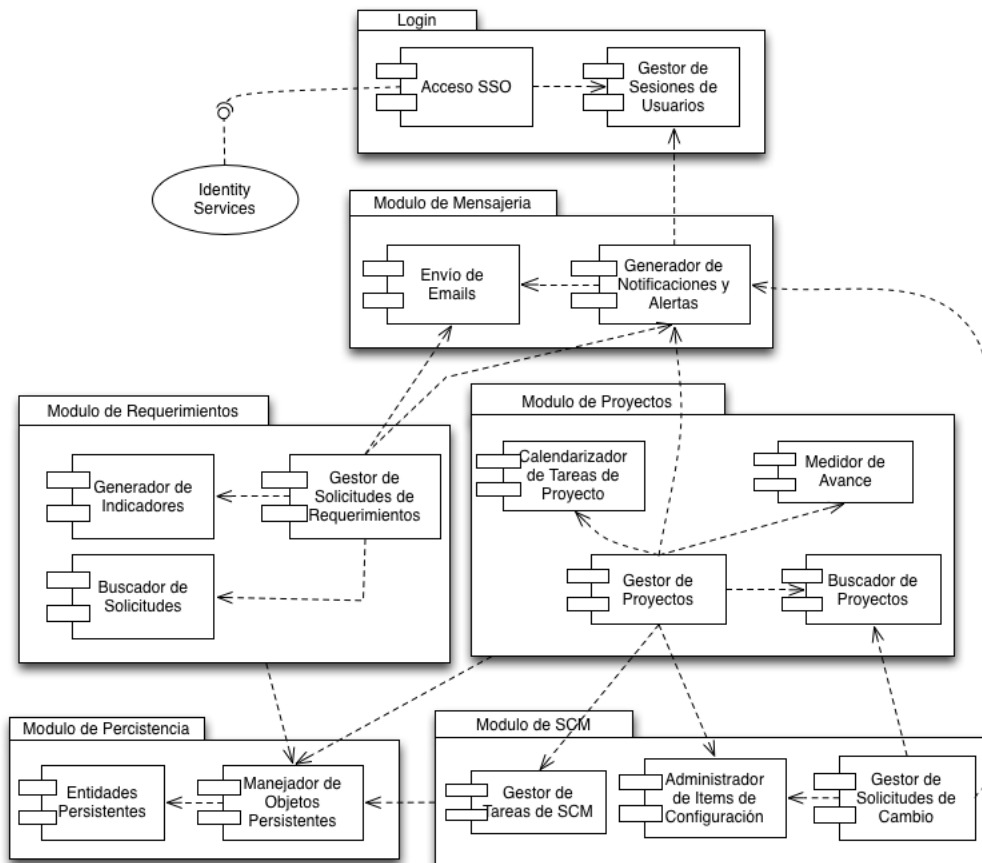 Login
Acceso SSO
Gestor de
Sesiones de
Usuarios
Identity
Services
Modulo de Mensajeria
Envío de
Emails
Generador de
Notificaciones y
Alertas
Modulo de Requerimientos
Generador de
Indicadores
Gestor de
Solicitudes de
Requerimientos
Buscador de
Solicitudes
Modulo de Proyectos
Calendarizador
de Tareas de
Proyecto
Medidor de
Avance
Gestor de
Proyectos
Buscador de
Proyectos
Modulo de Percistencia
Entidades
Persistentes
Manejador de
Objetos
Persistentes
Modulo de SCM
Gestor de
Tareas de SCM
Administrador
de Items de
Configuración
Gestor de
Solicitudes de
Cambio